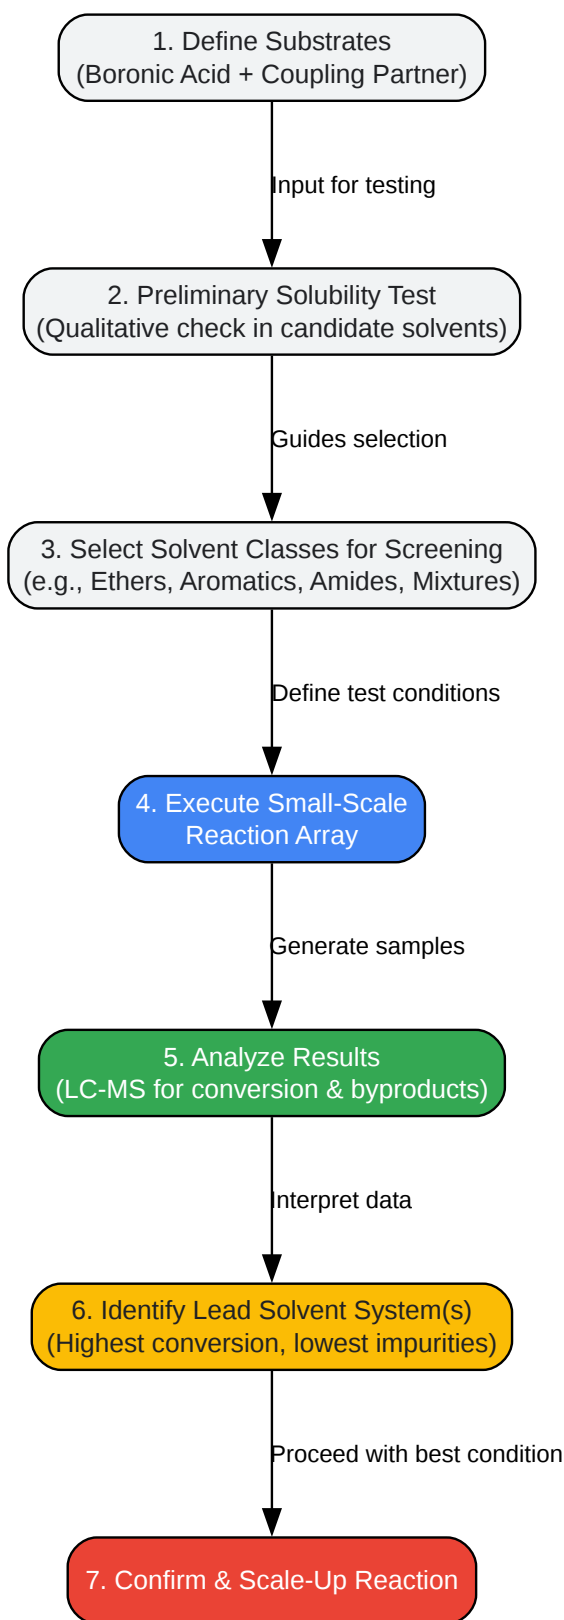 1. Define Substrates
(Boronic Acid + Coupling Partner)
Input for testing
2. Preliminary Solubility Test
(Qualitative check in candidate solvents)
Guides selection
3. Select Solvent Classes for Screening
(e.g., Ethers, Aromatics, Amides, Mixtures)
Define test conditions
4. Execute Small-Scale
Reaction Array
Generate samples
5. Analyze Results
(LC-MS for conversion & byproducts)
Interpret data
6. Identify Lead Solvent System(s)
(Highest conversion, lowest impurities)
Proceed with best condition
7. Confirm & Scale-Up Reaction